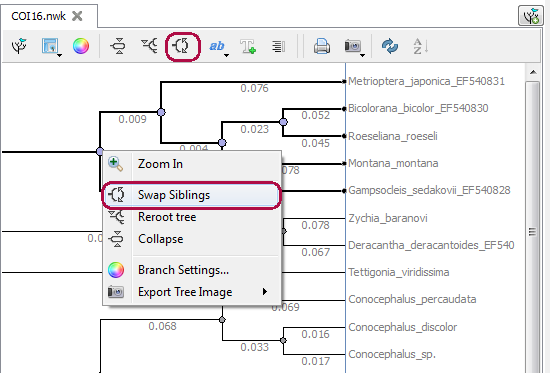 COI16.nwk
ab
T
A
Z
0.076
Metrioptera_japonica_EF540831
0.009
0.052
Bicolorana_bicolor_EF540830
0.023
0.045
Roeseliana_roeseli
0.004
Montana_montana
078
Gampsocleis_sedakovii_EF540828
Zychia_baranovi
0.078
0.067
Deracantha_deracantoides_EF540
Tettigonia_viridissima
Zoom In
Swap Siblings
Reroot tree
Collapse
Branch Settings...
Export Tree Image
0.069
Conocephalus_percaudata
0.068
0.016
Conocephalus_discolor
0.033
0.017
Conocephalus_sp.